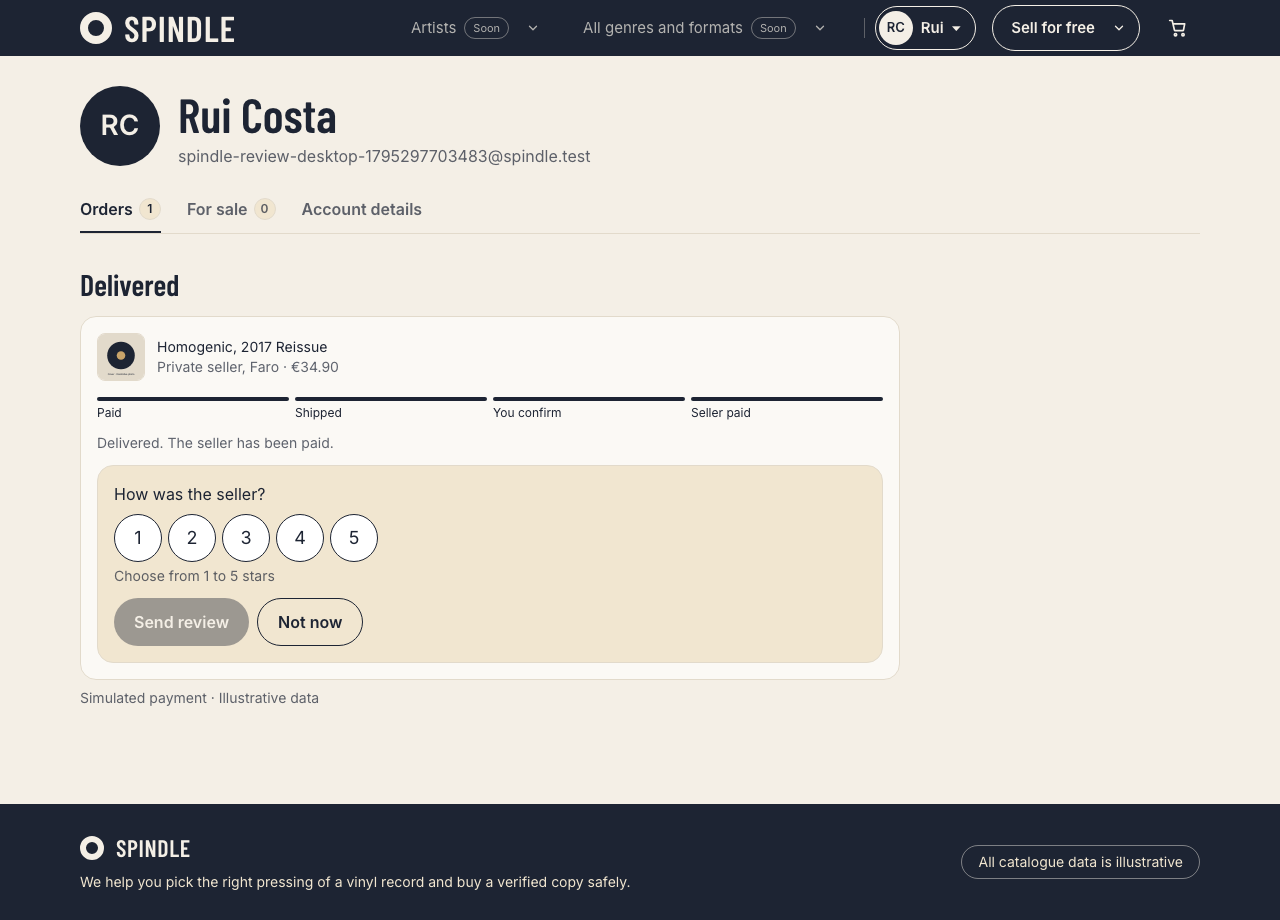 SPINDLE
Artists Soon
All genres and formats Soon
RC Rui
Sell for free
RC
Rui Costa
spindle-review-desktop-1795297703483@spindle.test
Orders 1
For sale 0
Account details
Delivered
Homogenic, 2017 Reissue
Private seller, Faro · €34.90
Paid
Shipped
You confirm
Seller paid
Delivered. The seller has been paid.
How was the seller?
1 2 3 4 5
Choose from 1 to 5 stars
Send review
Not now
Simulated payment · Illustrative data
SPINDLE
We help you pick the right pressing of a vinyl record and buy a verified copy safely.
All catalogue data is illustrative